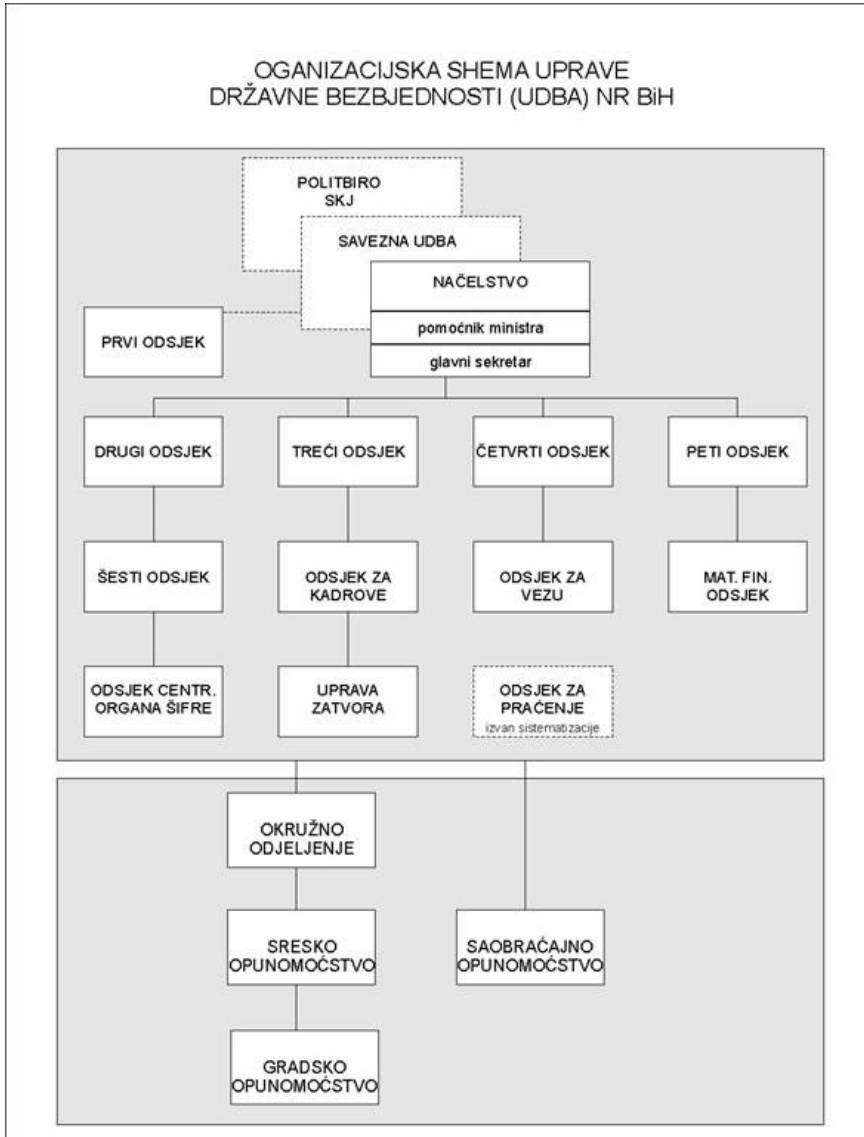 OGANIZACIJSKA SHEMA UPRAVE
DRŽAVNE BEZBJEDNOSTI (UDBA) NR BiH
POLITBIRO
SKJ
SAVEZNA UDBA
NAČELSTVO
pomoćnik ministra
glavni sekretar
PRVI ODSJEK
DRUGI ODSJEK
TREĆI ODSJEK
ČETVRTI ODSJEK
PETI ODSJEK
ŠESTI ODSJEK
ODSJEK ZA
KADROVE
ODSJEK ZA
VEZU
MAT. FIN.
ODSJEK
ODSJEK CENTR.
ORGANA ŠIFRE
UPRAVA
ZATVORA
ODSJEK ZA
PRAĆENJE
izvan sistematizacije
OKRUŽNO
ODJELJENJE
SRESKO
OPUNOMOĆSTVO
SAOBRAĆAJNO
OPUNOMOĆSTVO
GRADSKO
OPUNOMOĆSTVO